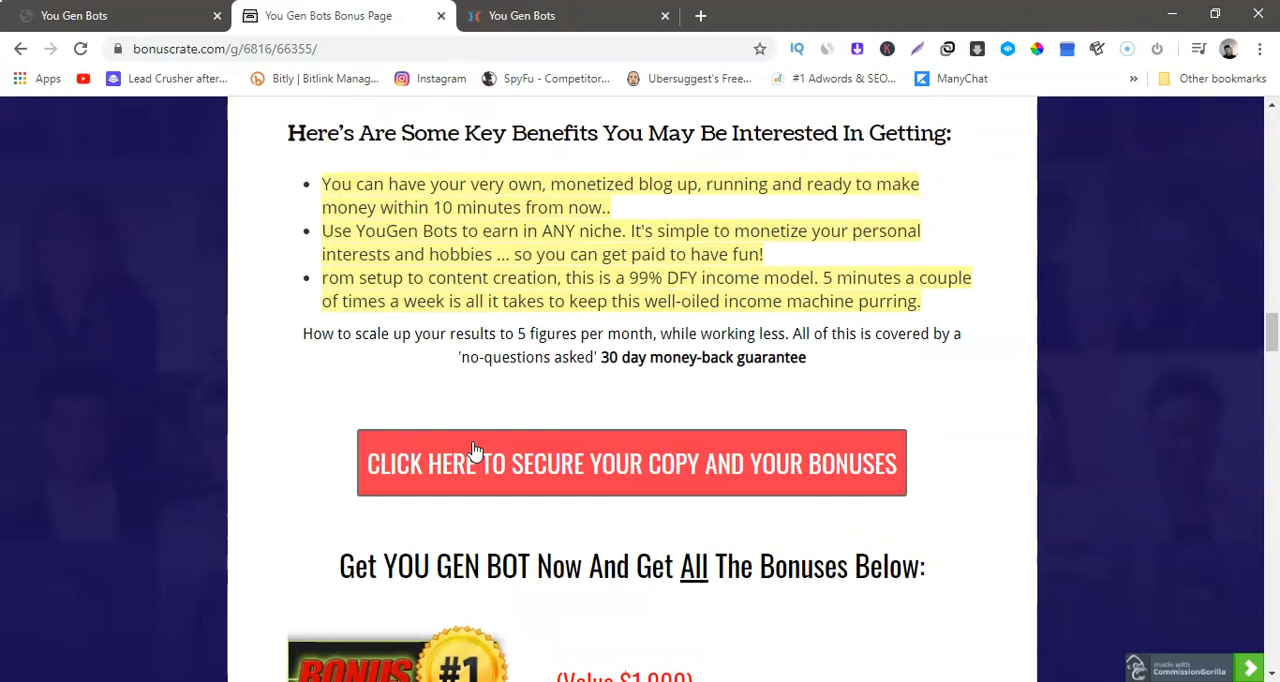 You Gen Bots
You Gen Bots Bonus Page
You Gen Bots
bonuscrate.com/g/6816/66355/
Apps
Lead Crusher after...
Bitly | Bitlink Manag...
Instagram
SpyFu - Competitor...
Ubersuggest's Free...
#1 Adwords & SEO...
ManyChat
Other bookmarks
Here's Are Some Key Benefits You May Be Interested In Getting:
You can have your very own, monetized blog up, running and ready to make
money within 10 minutes from now..
Use YouGen Bots to earn in ANY niche. It's simple to monetize your personal
interests and hobbies ... so you can get paid to have fun!
rom setup to content creation, this is a 99% DFY income model. 5 minutes a couple
of times a week is all it takes to keep this well-oiled income machine purring.
How to scale up your results to 5 figures per month, while working less. All of this is covered by a
'no-questions asked' 30 day money-back guarantee
CLICK HERE TO SECURE YOUR COPY AND YOUR BONUSES
Get YOU GEN BOT Now And Get All The Bonuses Below:
BONUS #1
(Value $1,999)
made with
CommissionGorilla